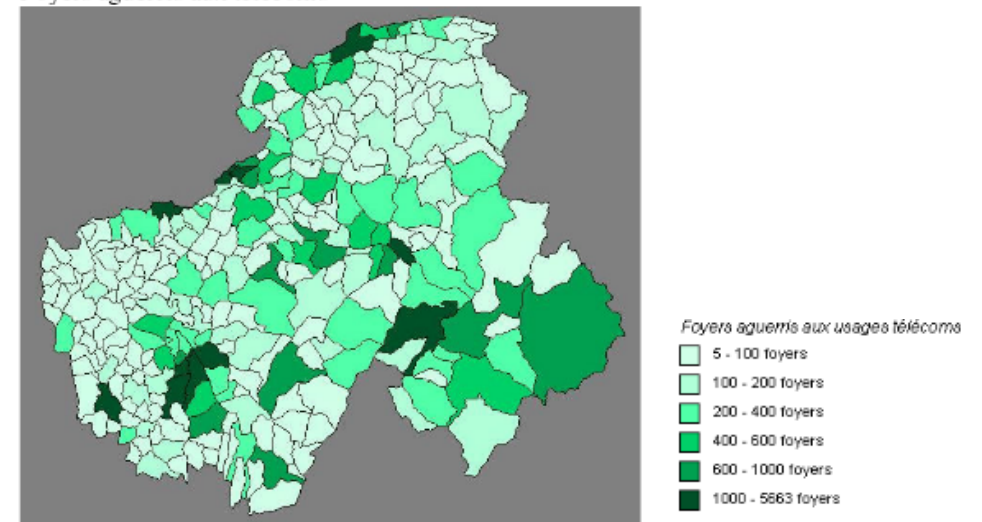 Foyers aguerris aux usages télécoms
5 - 100 foyers
100 - 200 foyers
200 - 400 foyers
400 - 600 foyers
600 - 1000 foyers
1000 - 5663 foyers